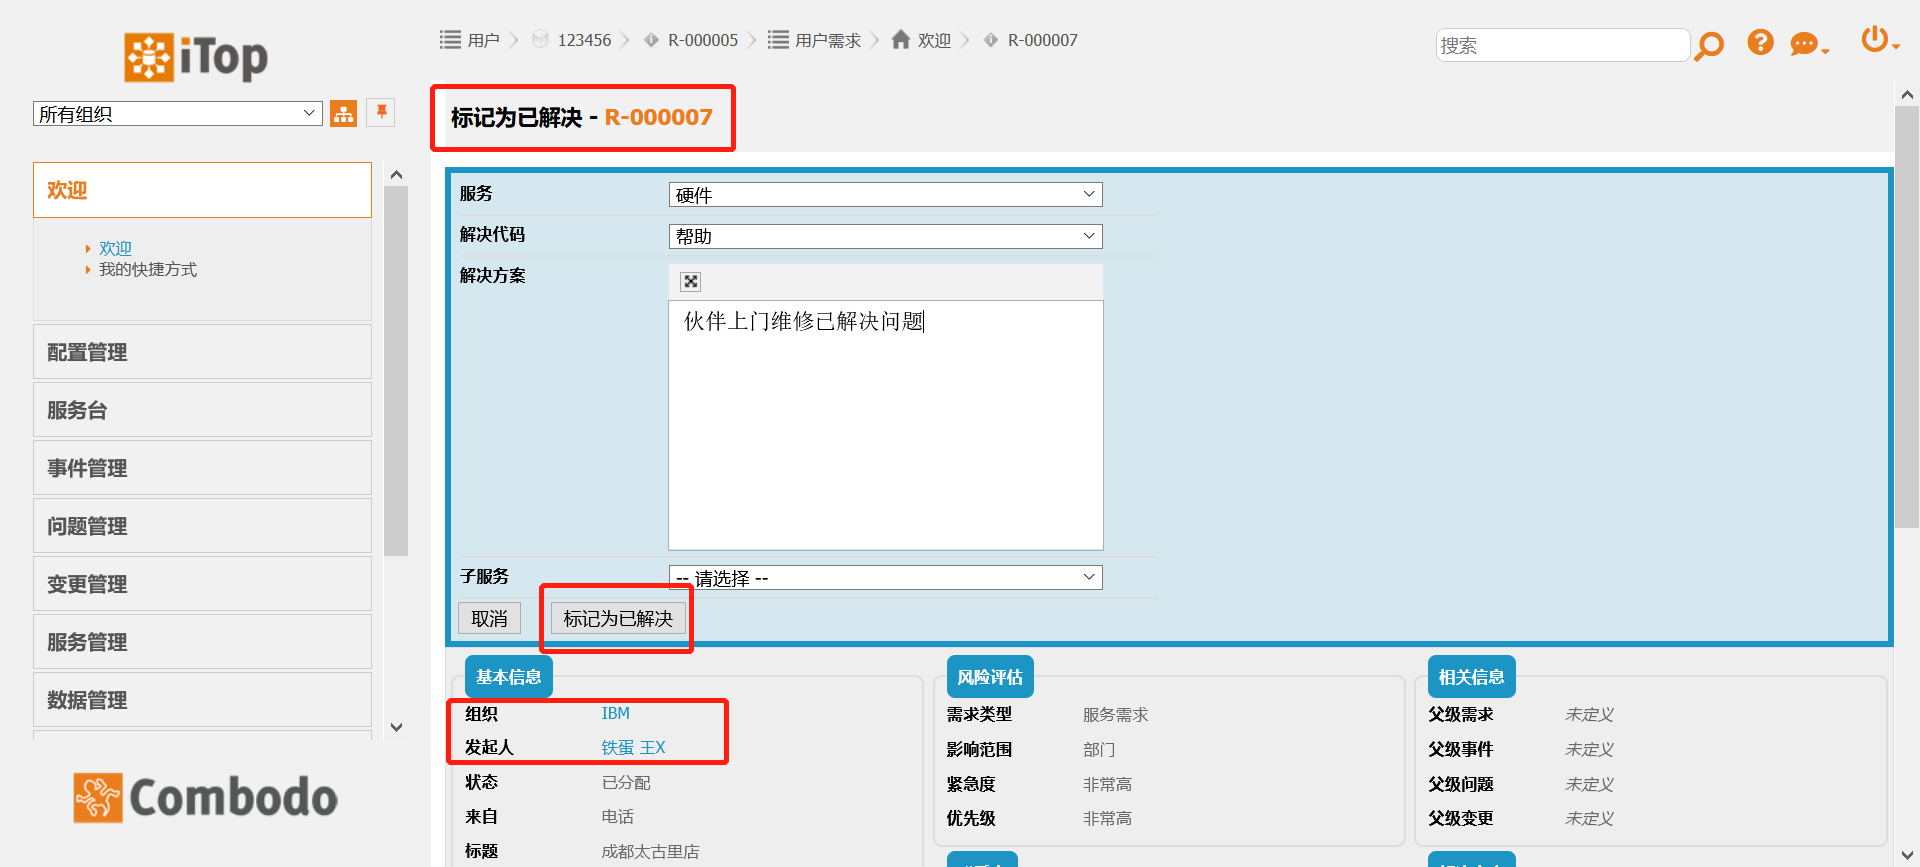 iTop
所有组织
用户
123456
R-000005
用户需求
欢迎
R-000007
搜索
欢迎
欢迎
我的快捷方式
配置管理
服务台
事件管理
问题管理
变更管理
服务管理
数据管理
Combodo
标记为已解决 - R-000007
服务 硬件
解决代码 帮助
解决方案
伙伴上门维修已解决问题
子服务 -- 请选择 --
取消 标记为已解决
基本信息
组织 IBM
发起人 铁蛋 王X
状态 已分配
来自 电话
标题 成都太古里店
风险评估
需求类型 服务需求
影响范围 部门
紧急度 非常高
优先级 非常高
相关信息
父级需求 未定义
父级事件 未定义
父级问题 未定义
父级变更 未定义